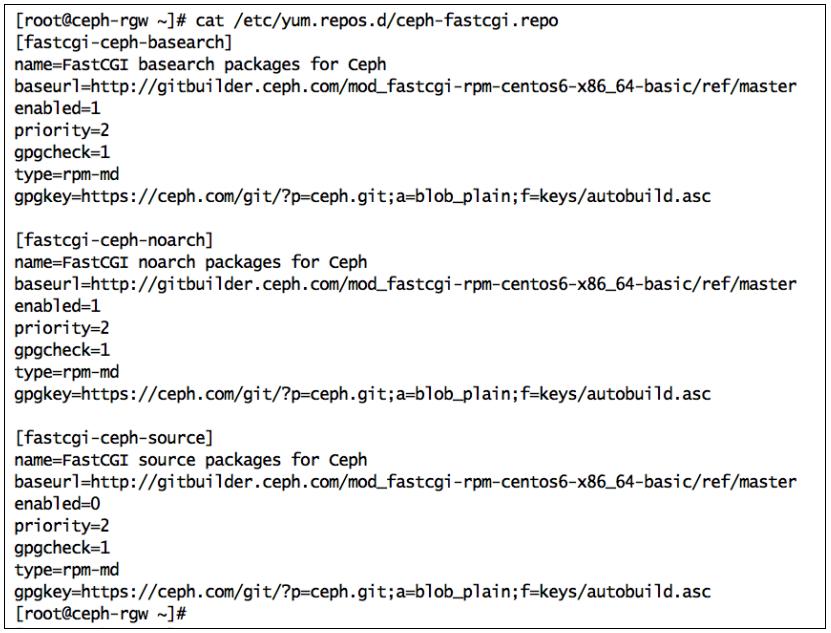 [root@ceph-rgw ~]# cat /etc/yum.repos.d/ceph-fastcgi.repo
[fastcgi-ceph-basearch]
name=FastCGI basearch packages for Ceph
baseurl=http://gitbuilder.ceph.com/mod_fastcgi-rpm-centos6-x86_64-basic/ref/master
enabled=1
priority=2
gpgcheck=1
type=rpm-md
gpgkey=https://ceph.com/git/?p=ceph.git;a=blob_plain;f=keys/autobuild.asc

[fastcgi-ceph-noarch]
name=FastCGI noarch packages for Ceph
baseurl=http://gitbuilder.ceph.com/mod_fastcgi-rpm-centos6-x86_64-basic/ref/master
enabled=1
priority=2
gpgcheck=1
type=rpm-md
gpgkey=https://ceph.com/git/?p=ceph.git;a=blob_plain;f=keys/autobuild.asc

[fastcgi-ceph-source]
name=FastCGI source packages for Ceph
baseurl=http://gitbuilder.ceph.com/mod_fastcgi-rpm-centos6-x86_64-basic/ref/master
enabled=0
priority=2
gpgcheck=1
type=rpm-md
gpgkey=https://ceph.com/git/?p=ceph.git;a=blob_plain;f=keys/autobuild.asc
[root@ceph-rgw ~]#